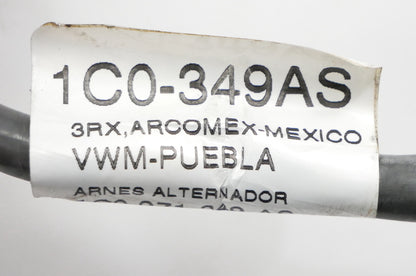 1C0-349AS
3RX,ARCOMEX-MEXICO
VWM-PUEBLA
ARNES ALTERNADOR